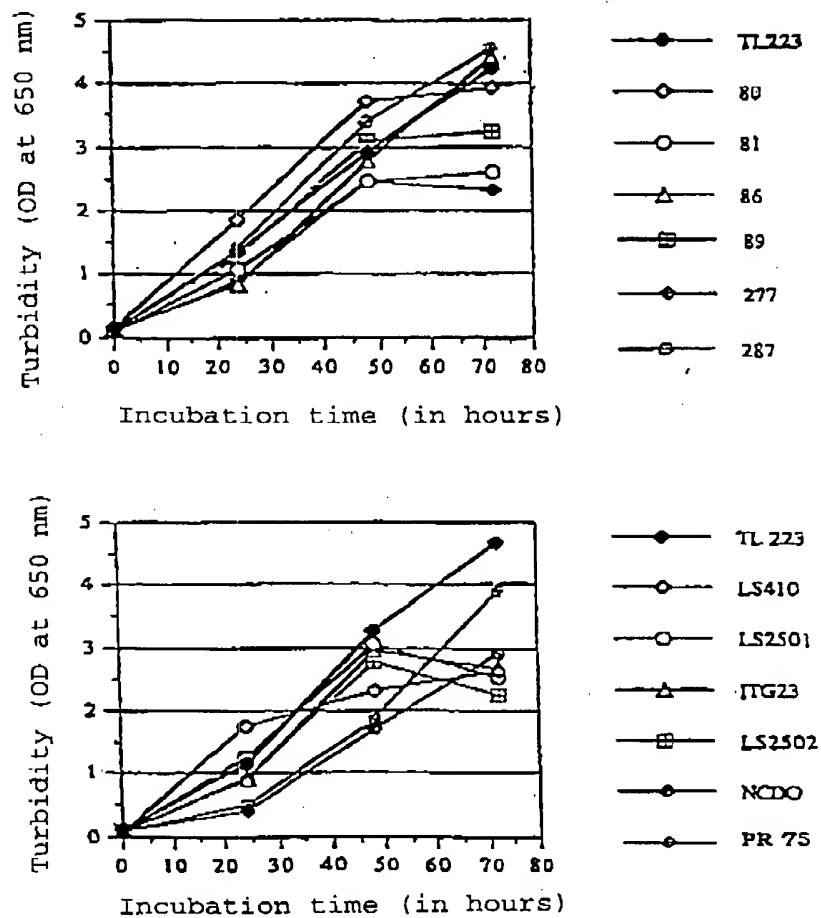 5
4
3
2
1
0
0 10 20 30 40 50 60 70 80
Turbidity (OD at 650 nm)
Incubation time (in hours)
TL223
80
81
86
89
277
287
5
4
3
2
1
0
0 10 20 30 40 50 60 70 80
Turbidity (OD at 650 nm)
Incubation time (in hours)
TL 223
LS410
LS2501
ITG23
LS2502
NCDO
PR 75